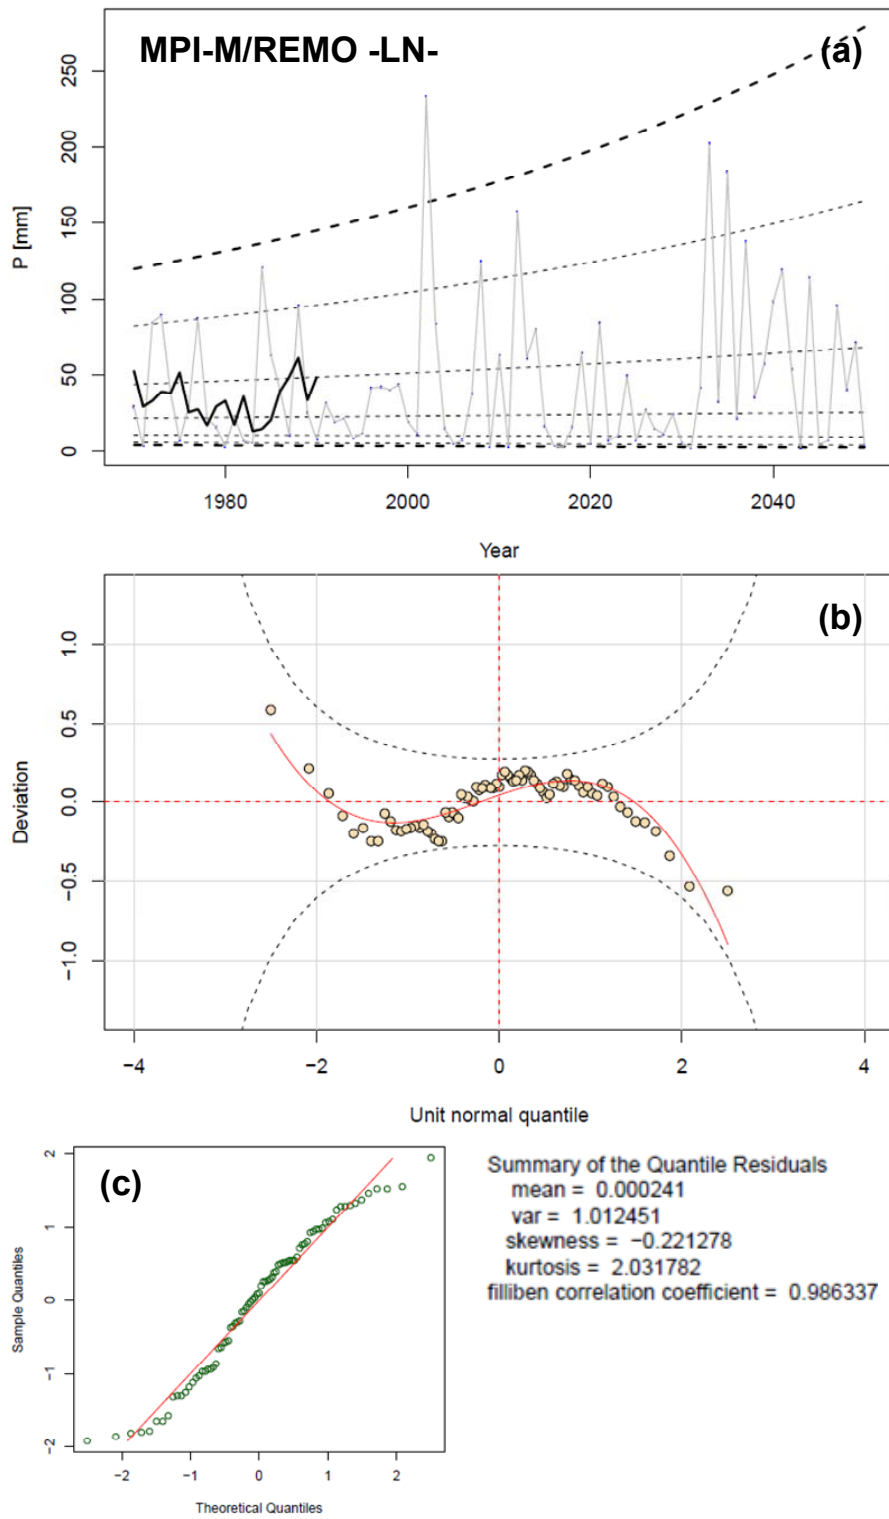 MPI-M/REMO -LN-
(á)
P [mm]
250
200
150
100
50
0
1980
2000
2020
2040
Year
(b)
Deviation
1.0
0.5
0.0
−0.5
−1.0
−4
−2
0
2
4
Unit normal quantile
(c)
Sample Quantiles
2
1
0
−1
−2
−2
−1
0
1
2
Theoretical Quantiles
Summary of the Quantile Residuals
mean = 0.000241
var = 1.012451
skewness = −0.221278
kurtosis = 2.031782
filliben correlation coefficient = 0.986337